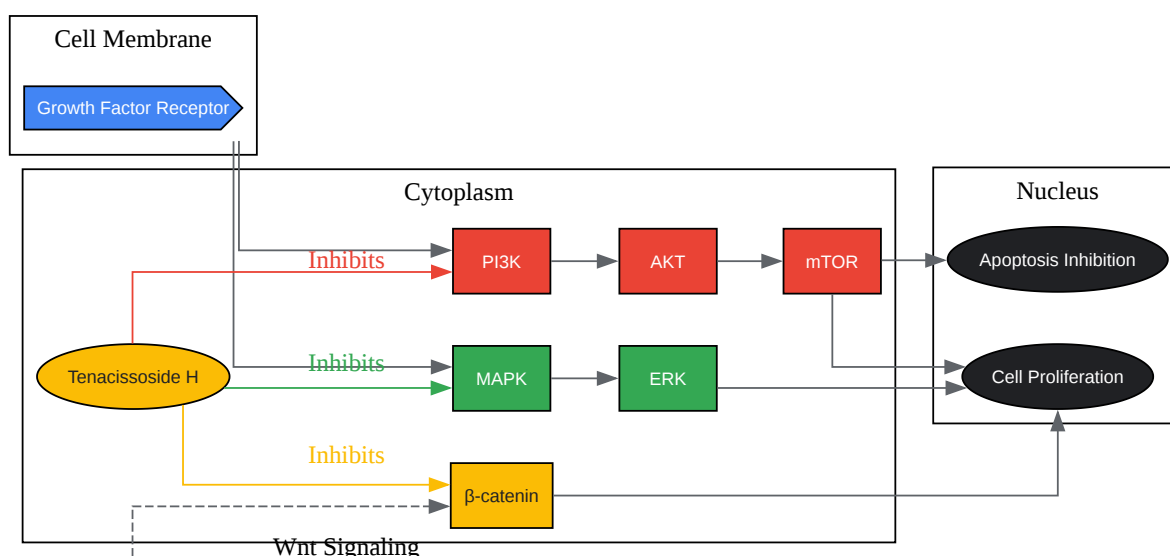 Cell Membrane
Growth Factor Receptor
Cytoplasm
Nucleus
Inhibits
PI3K
AKT
mTOR
Apoptosis Inhibition
Inhibits
Tenacissoside H
MAPK
ERK
Cell Proliferation
Inhibits
β-catenin
Wnt Signaling